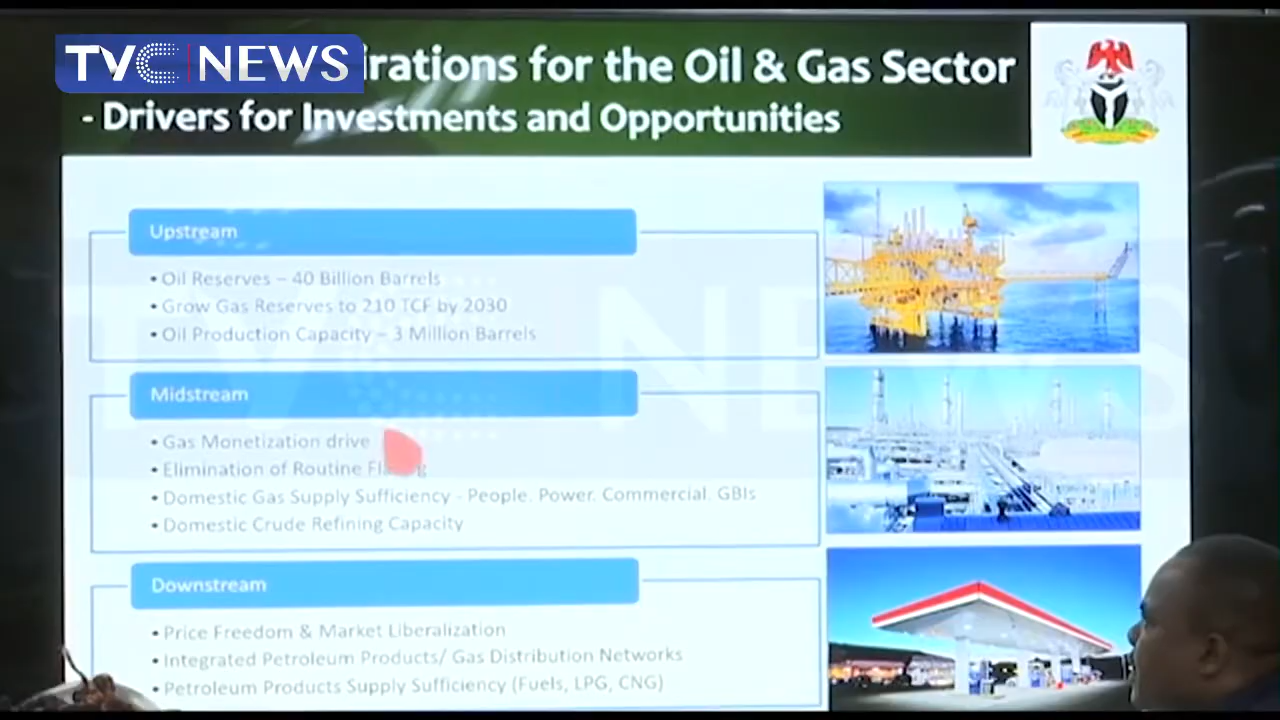 TVC NEWS
irations for the Oil & Gas Sector
- Drivers for Investments and Opportunities
Upstream
• Oil Reserves – 40 Billion Barrels
• Grow Gas Reserves to 210 TCF by 2030
• Oil Production Capacity – 3 Million Barrels
TVC NEWS
Midstream
• Gas Monetization drive
• Elimination of Routine
• Domestic Gas Supply Sufficiency - People, Power, Commercial, GBIs
• Domestic Crude Refining Capacity
Downstream
• Price Freedom & Market Liberalization
• Integrated Petroleum Products/ Gas Distribution Networks
• Petroleum Products Supply Sufficiency (Fuels, LPG, CNG)